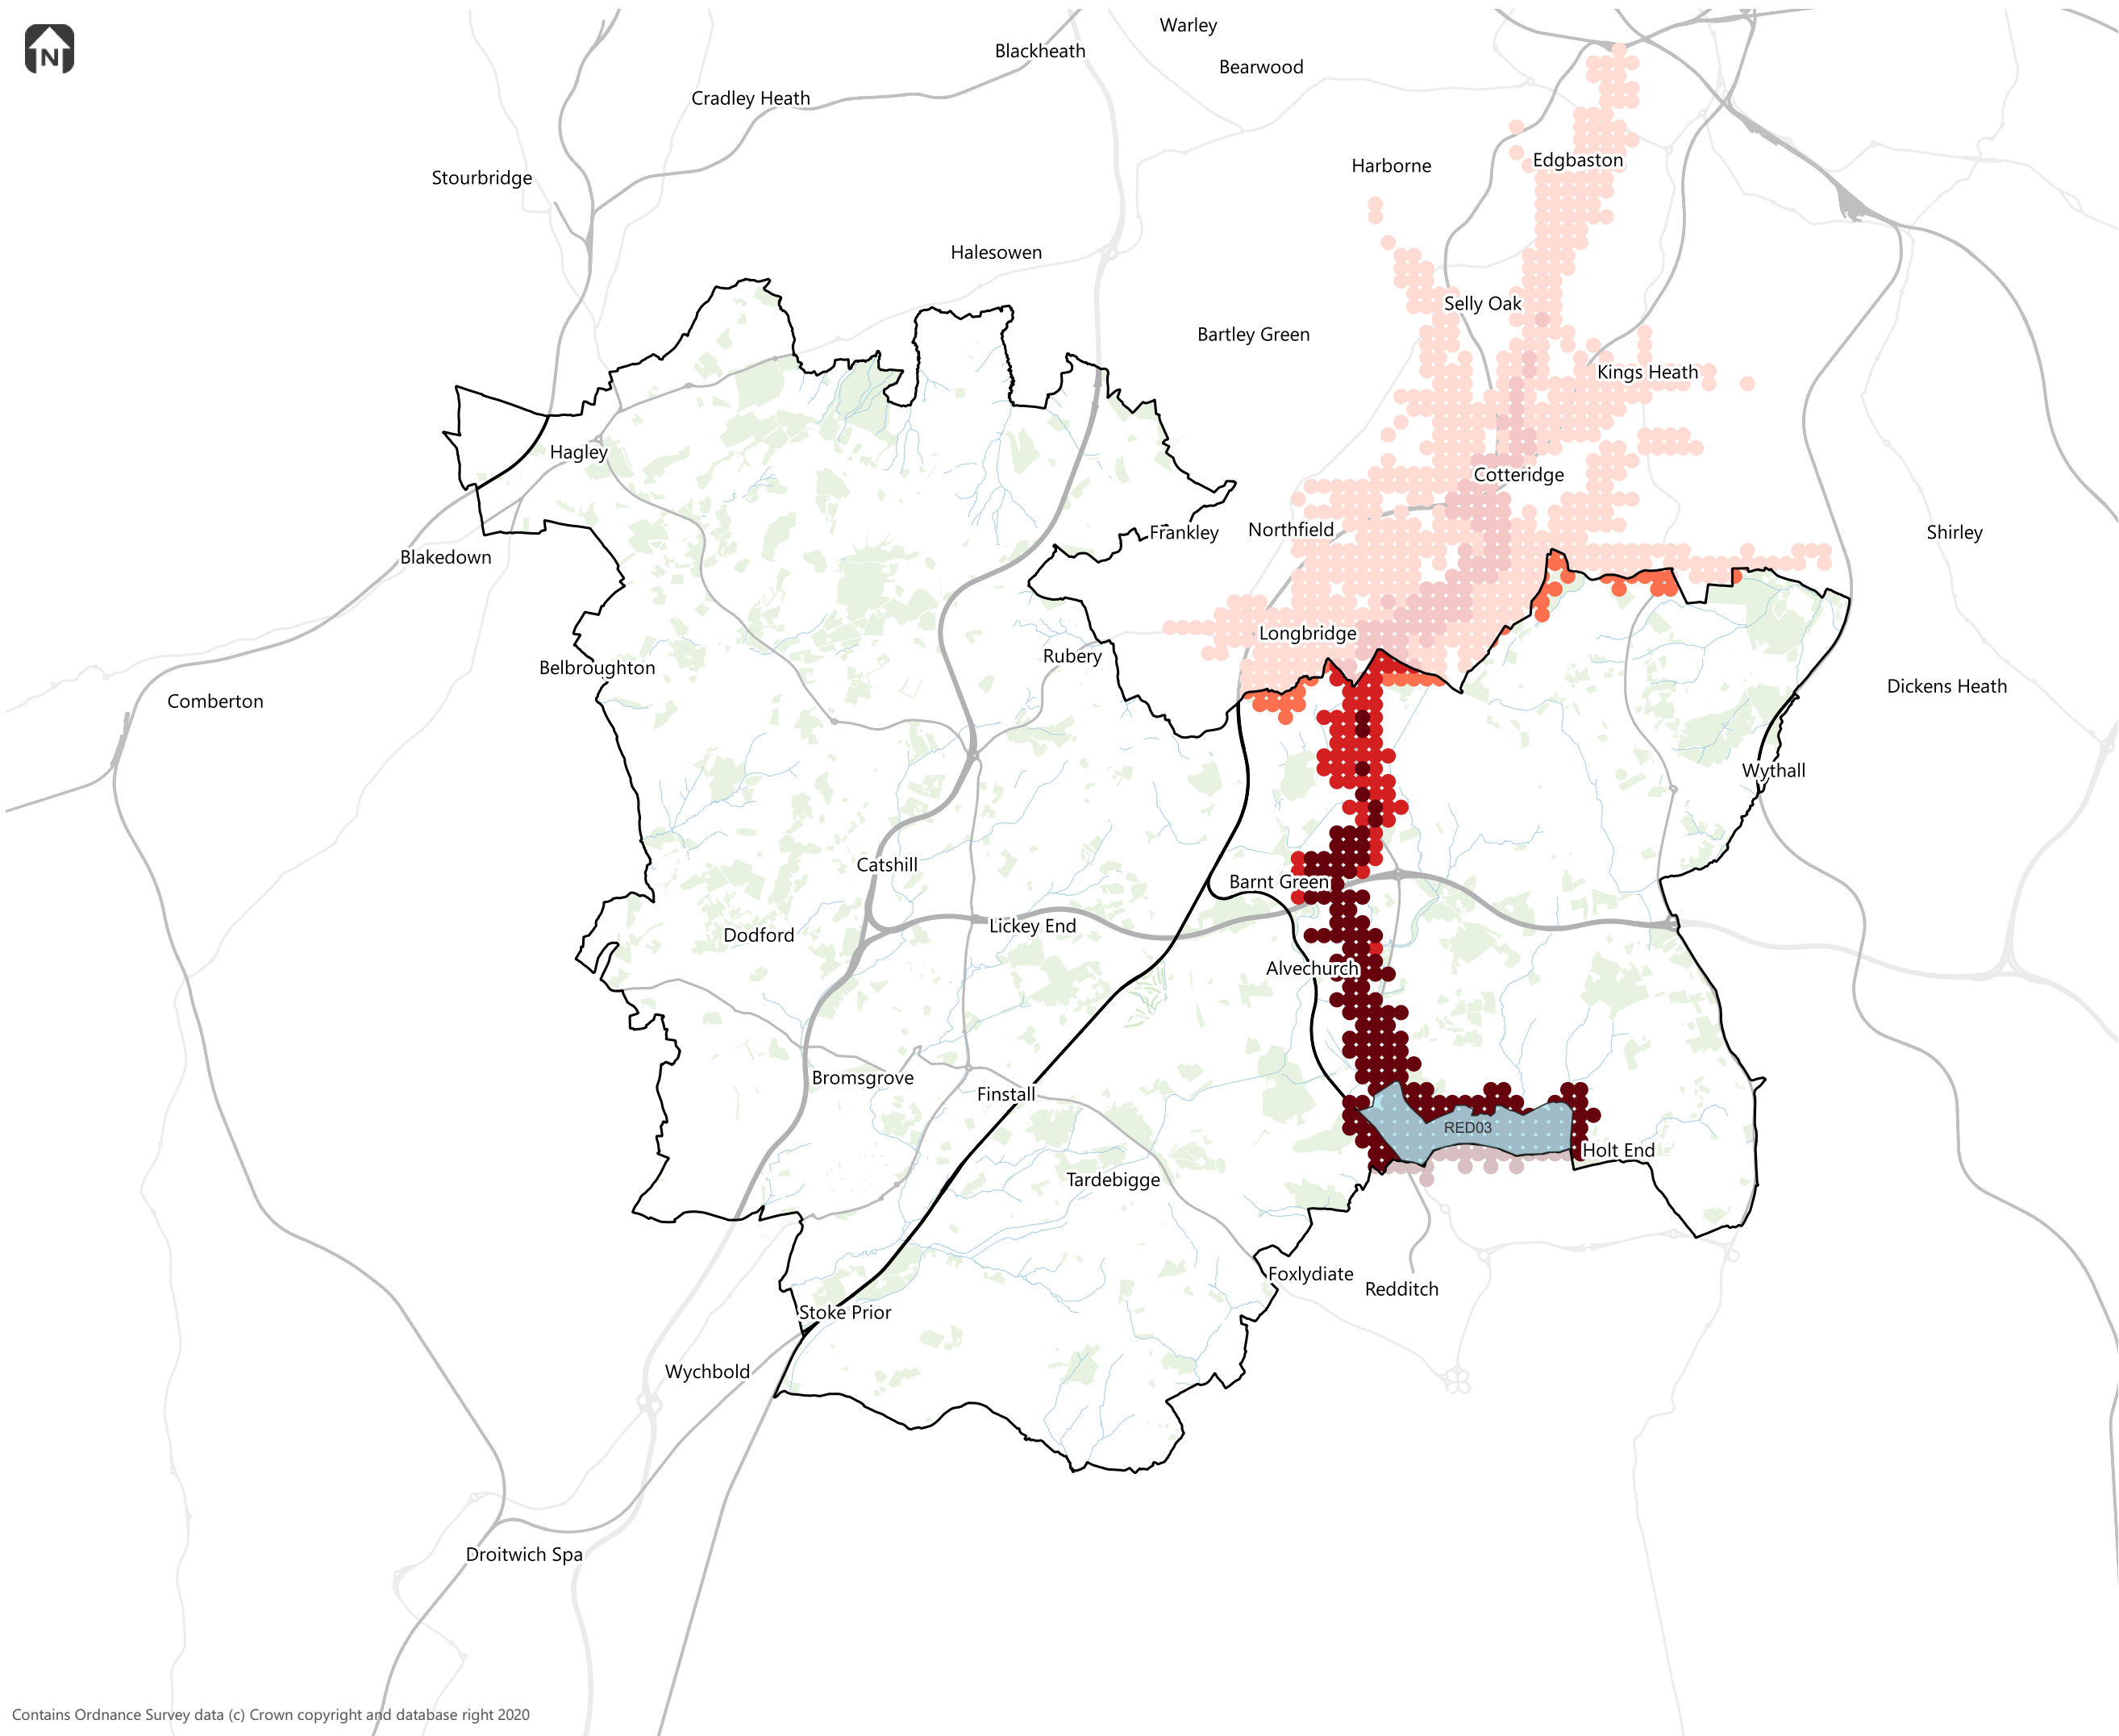 Warley
Blackheath
Bearwood
N
Cradley Heath
Edgbaston
Harborne
Stourbridge
Halesowen
Selly Oak
Bartley Green
Kings Heath
Hagley
Cotteridge
Northfield
Frankley
Shirley
Blakedown
Longbridge
Rubery
Belbroughton
Dickens Heath
Comberton
Wythall
Catshill
Barnt Green
Lickey End
Dodford
Alvechurch
Bromsgrove
Finstall
RED03
Holt End
Tardebigge
Foxlydiate
Redditch
Stoke Prior
Wychbold
Droitwich Spa
Contains Ordnance Survey data (c) Crown copyright and database right 2020